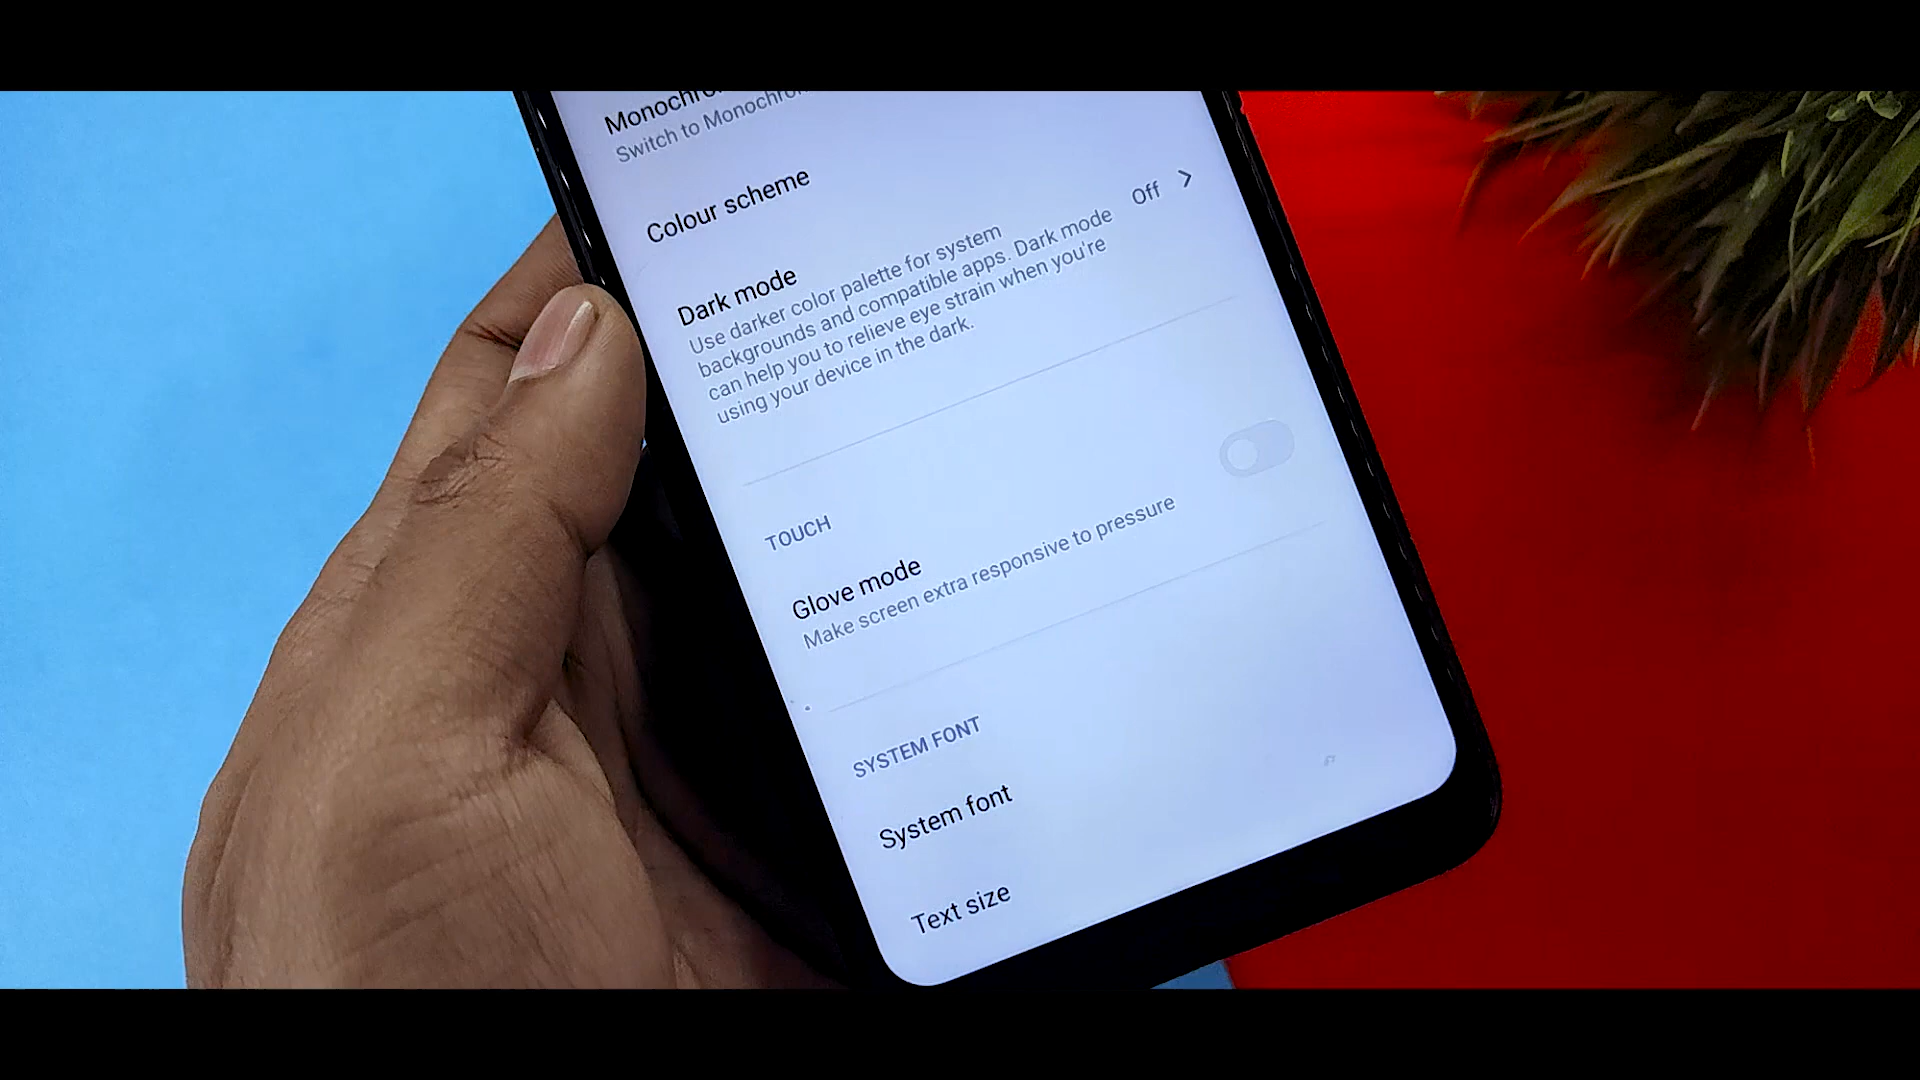 Switch to
Colour scheme
Dark mode
Off
Use darker color palette for system
backgrounds and compatible apps. Dark mode
can help you to relieve eye strain when you're
using your device in the dark.
TOUCH
Glove mode
Make screen extra responsive to pressure
SYSTEM FONT
System font
Text size